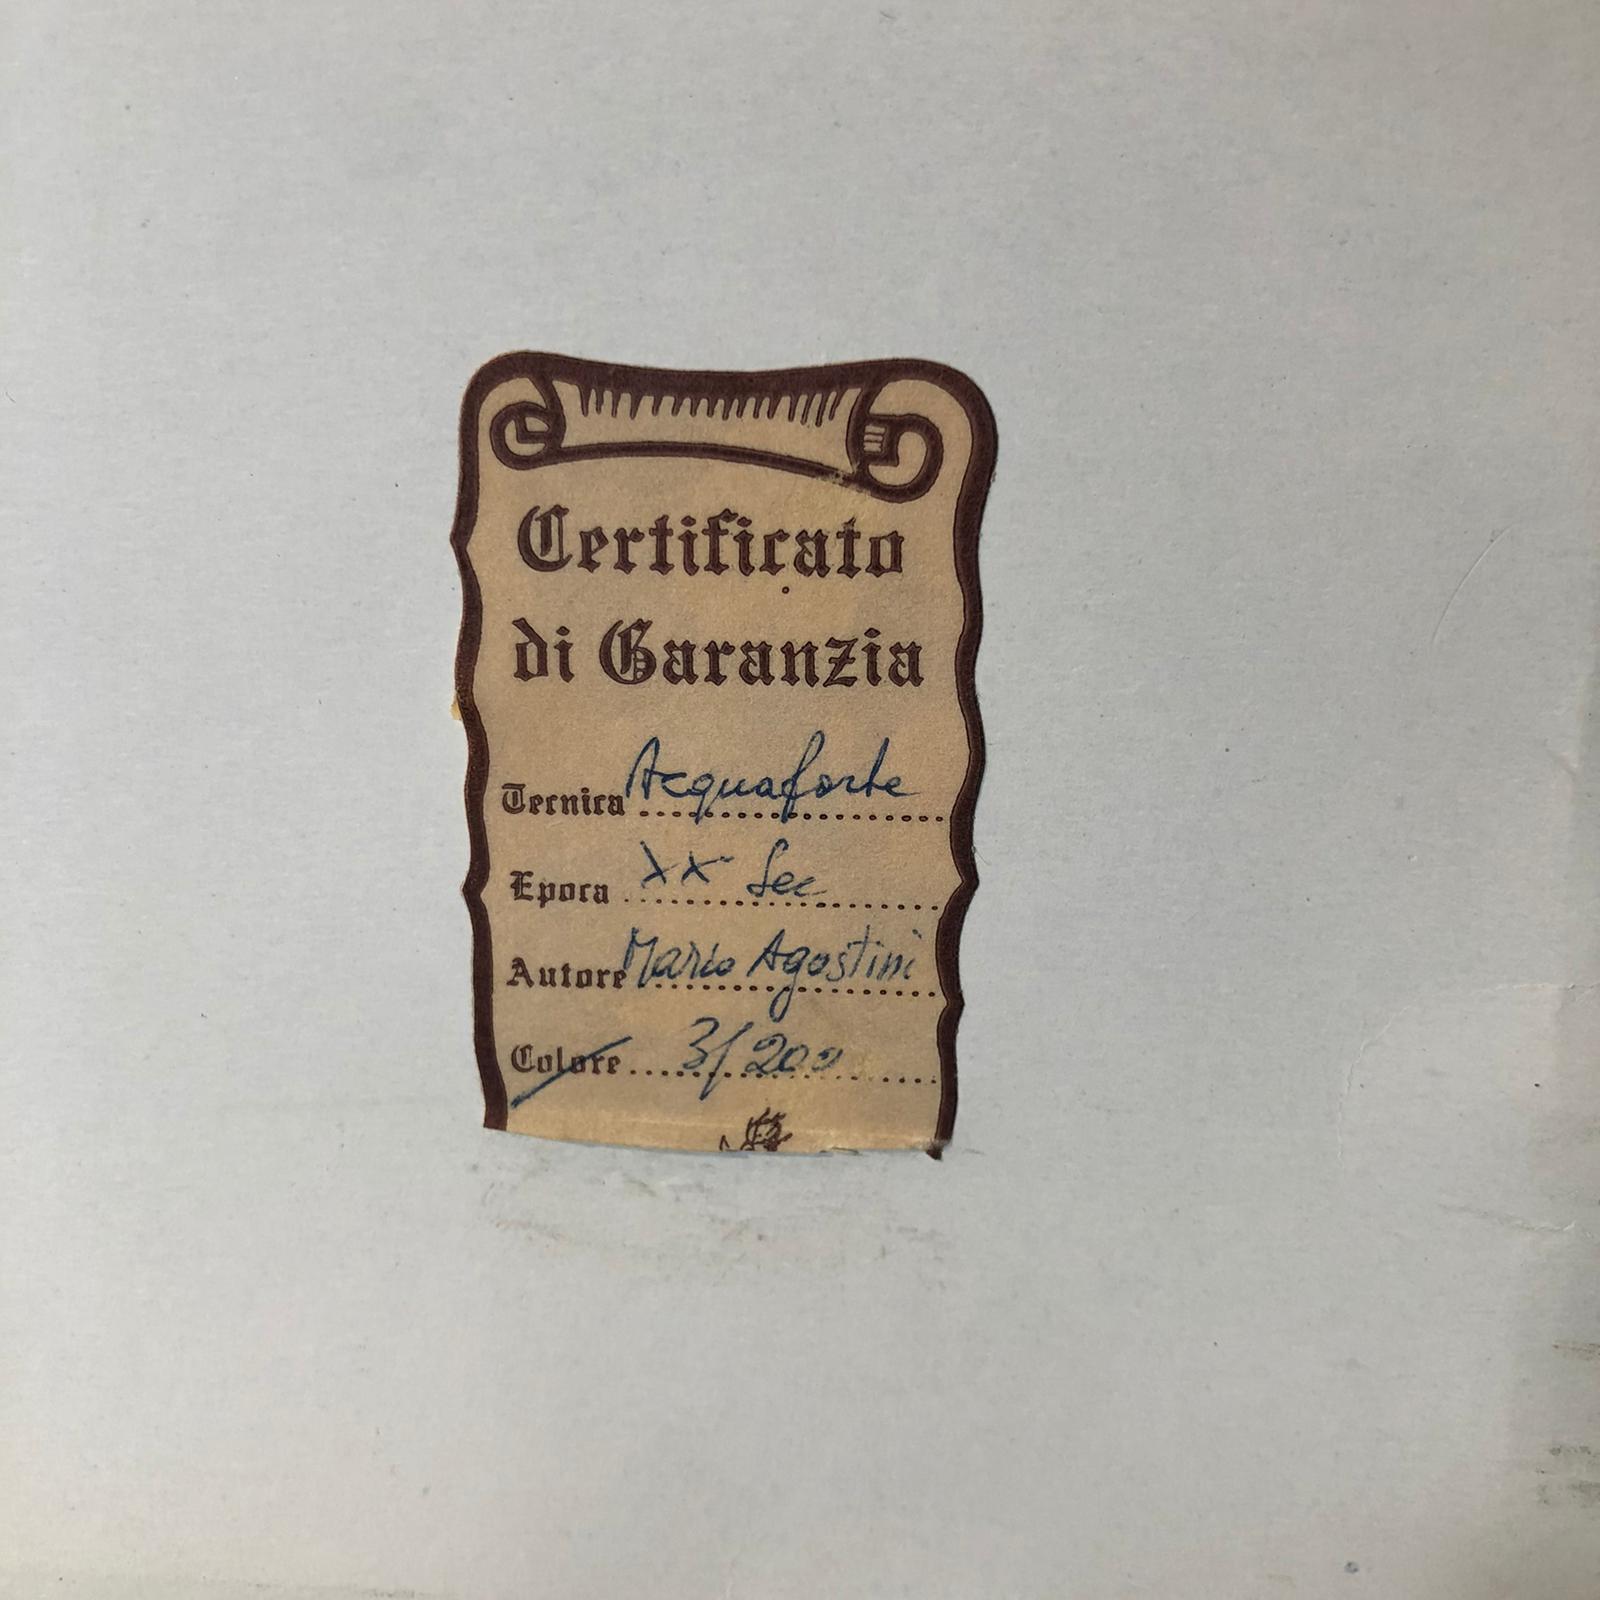 Certificato
di Garanzia
Tecnica Acquaforte
Epoca XX Sec
Autore Mario Agostini
Colore 3/200